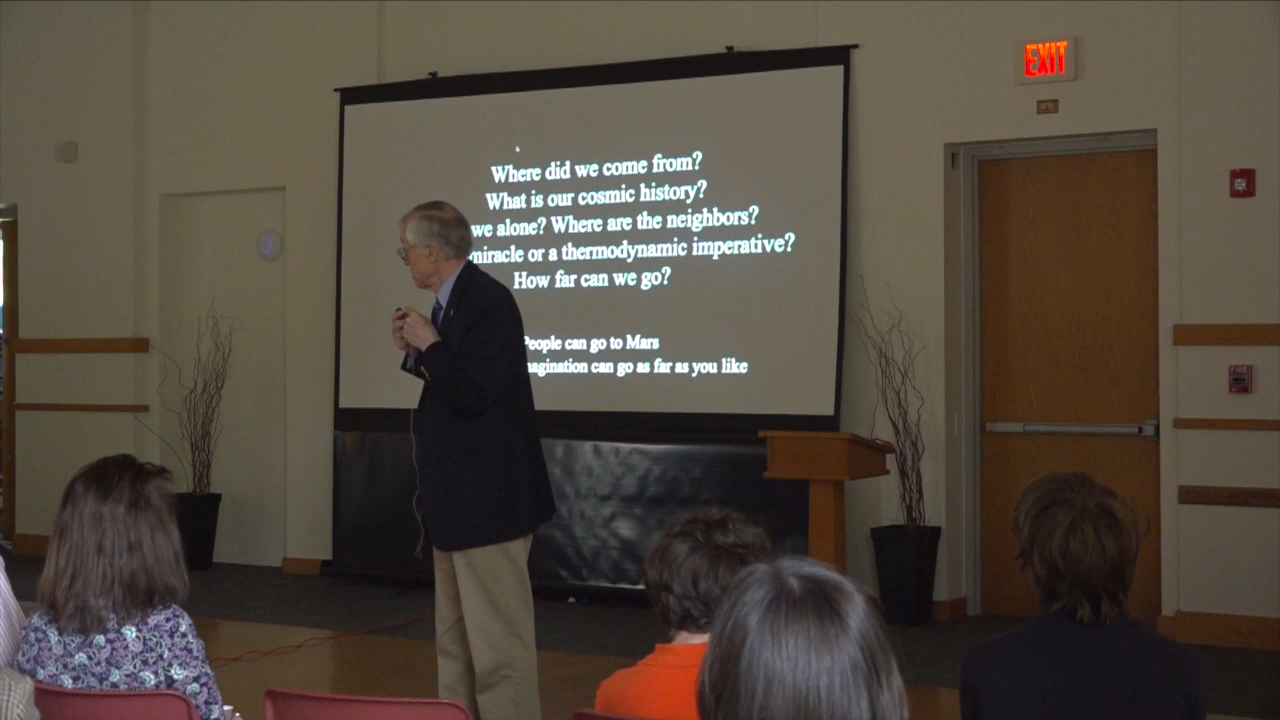 EXIT
Where did we come from?
What is our cosmic history?
we alone? Where are the neighbors?
miracle or a thermodynamic imperative?
How far can we go?
People can go to Mars
magination can go as far as you like
FIRE